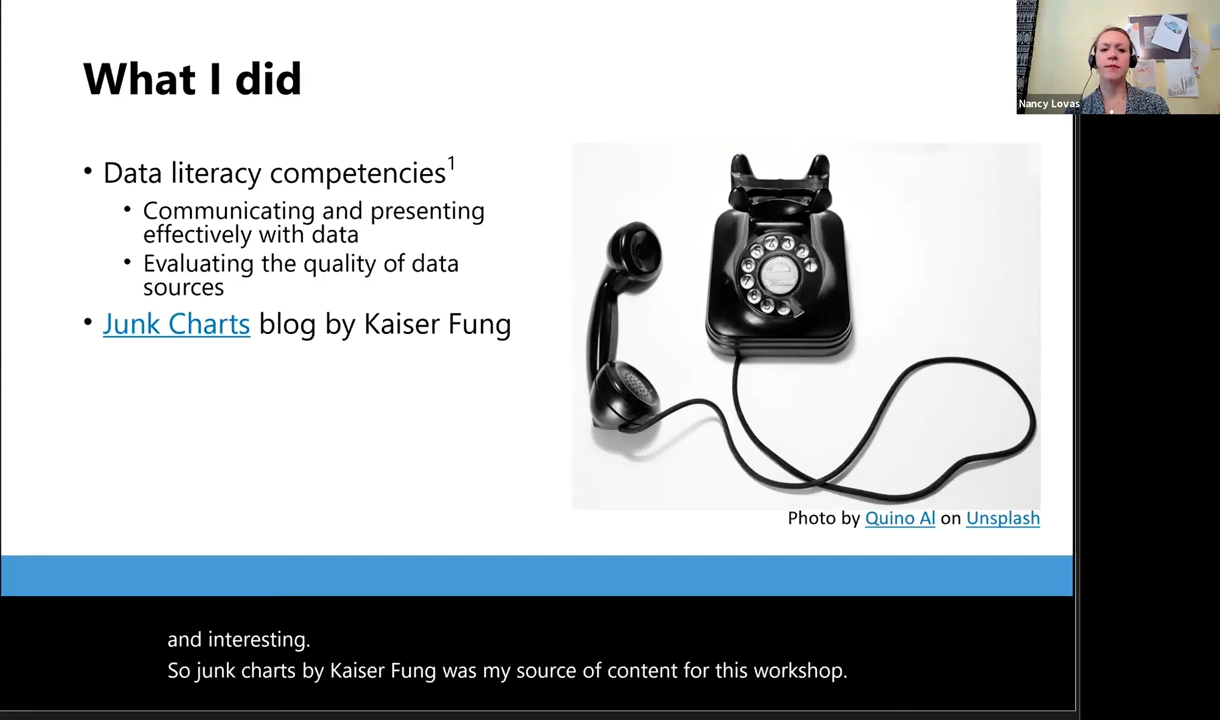 What I did
• Data literacy competencies¹
• Communicating and presenting
effectively with data
• Evaluating the quality of data
sources
• Junk Charts blog by Kaiser Fung
Photo by Quino Al on Unsplash
Nancy Lovas
and interesting.
So junk charts by Kaiser Fung was my source of content for this workshop.